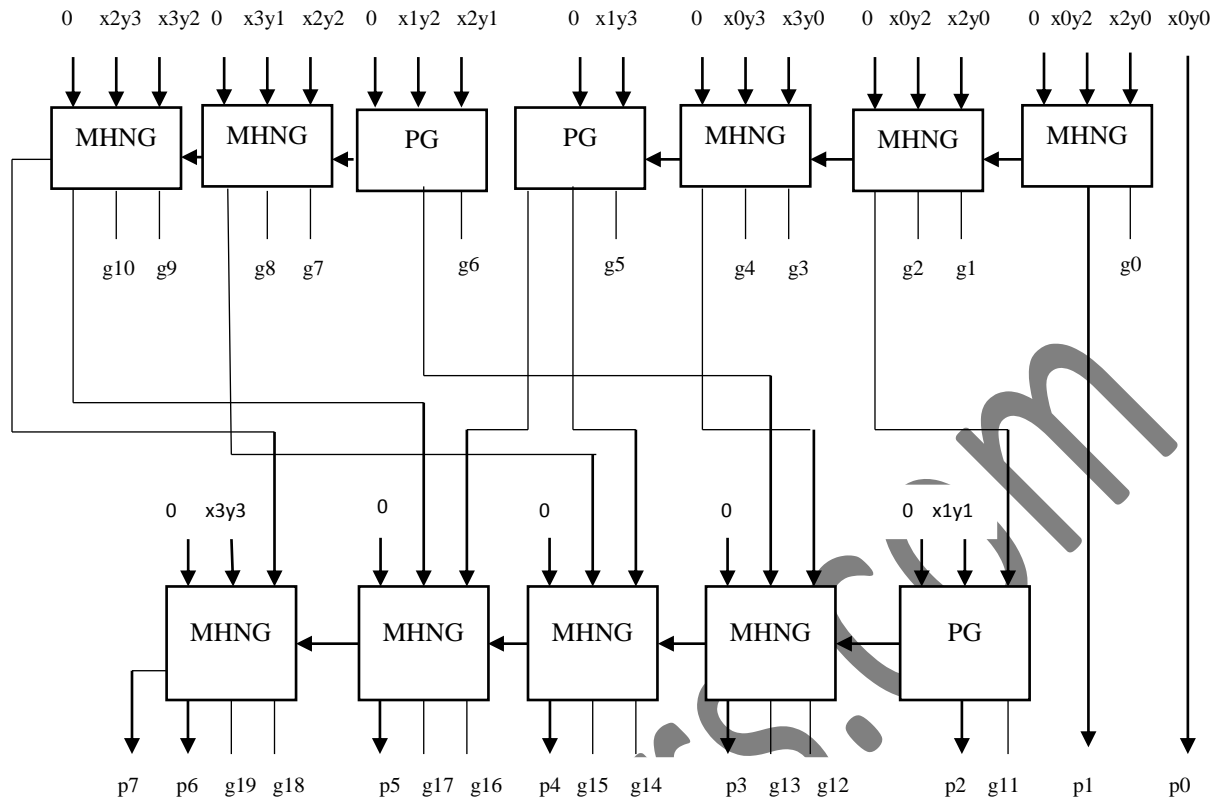 0 x2y3 x3y2 0 x3y1 x2y2 0 x1y2 x2y1 0 x1y3 0 x0y3 x3y0 0 x0y2 x2y0 0 x0y2 x2y0 x0y0
MHNG MHNG PG PG MHNG MHNG MHNG
g10 g9 g8 g7 g6 g5 g4 g3 g2 g1 g0
0 x3y3 0 0 0 0 x1y1
MHNG MHNG MHNG MHNG PG
p7 p6 g19 g18 p5 g17 g16 p4 g15 g14 p3 g13 g12 p2 g11 p1 p0